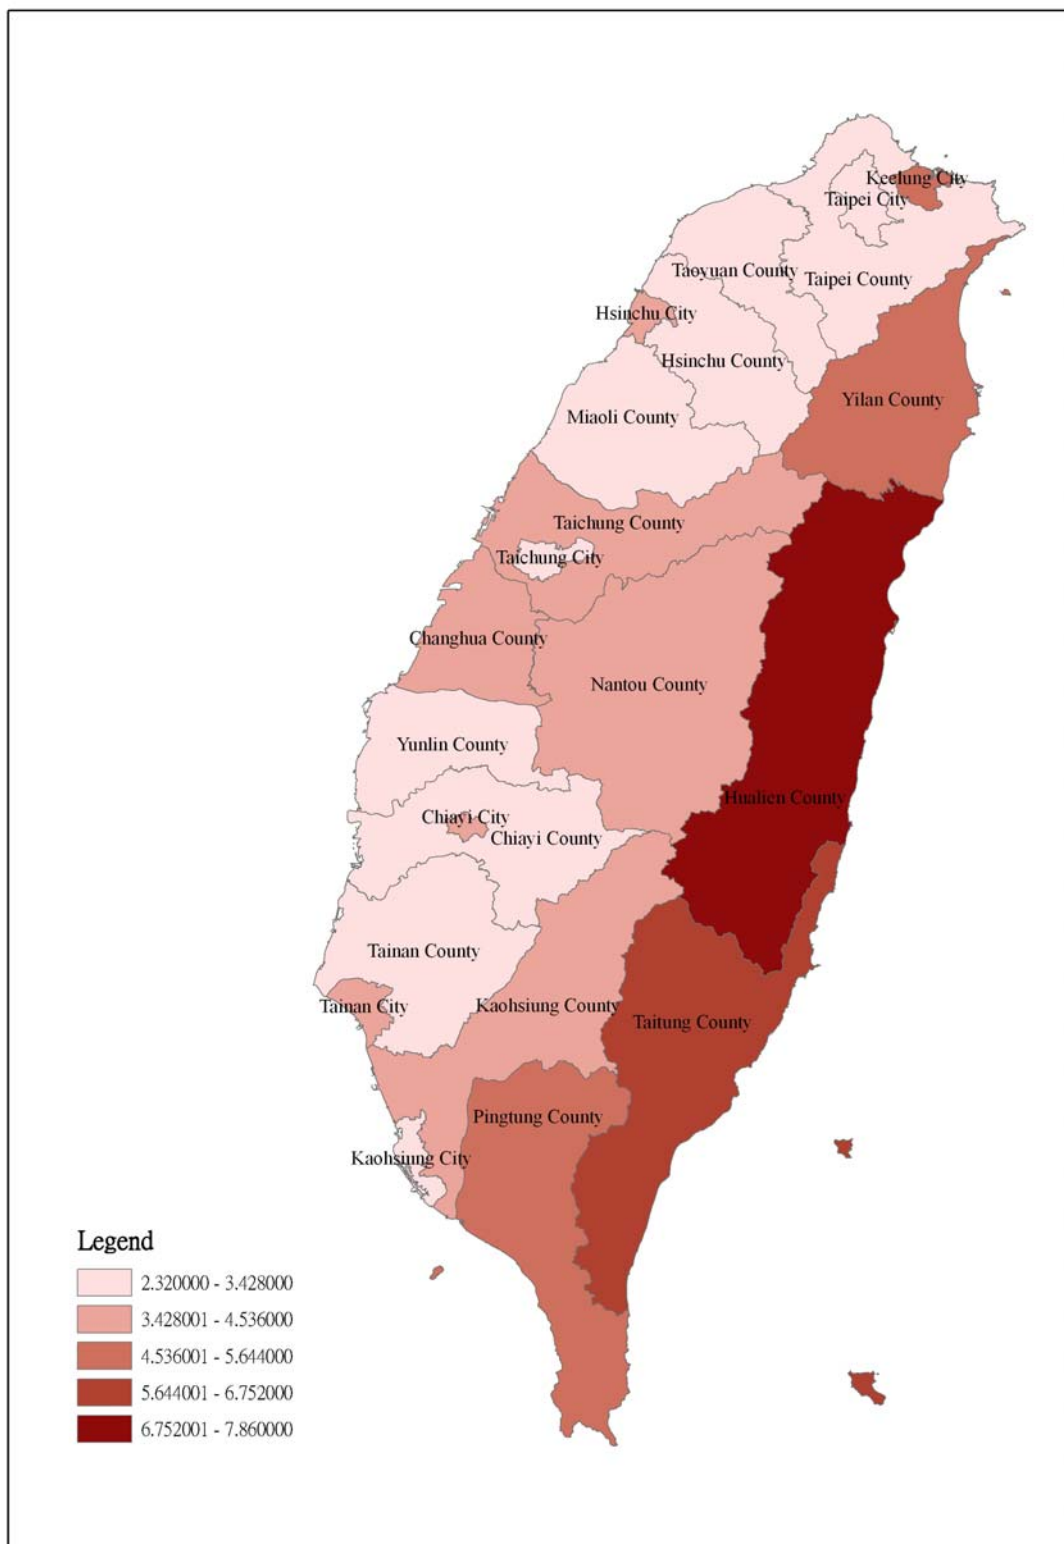 Keelung City
Taipei City
Taoyuan County
Taipei County
Hsinchu City
Hsinchu County
Yilan County
Miaoli County
Taichung County
Taichung City
Changhua County
Nantou County
Yunlin County
Hualien County
Chiayi City
Chiayi County
Tainan County
Tainan City
Kaohsiung County
Taitung County
Pingtung County
Kaohsiung City
Legend
2.320000 - 3.428000
3.428001 - 4.536000
4.536001 - 5.644000
5.644001 - 6.752000
6.752001 - 7.860000